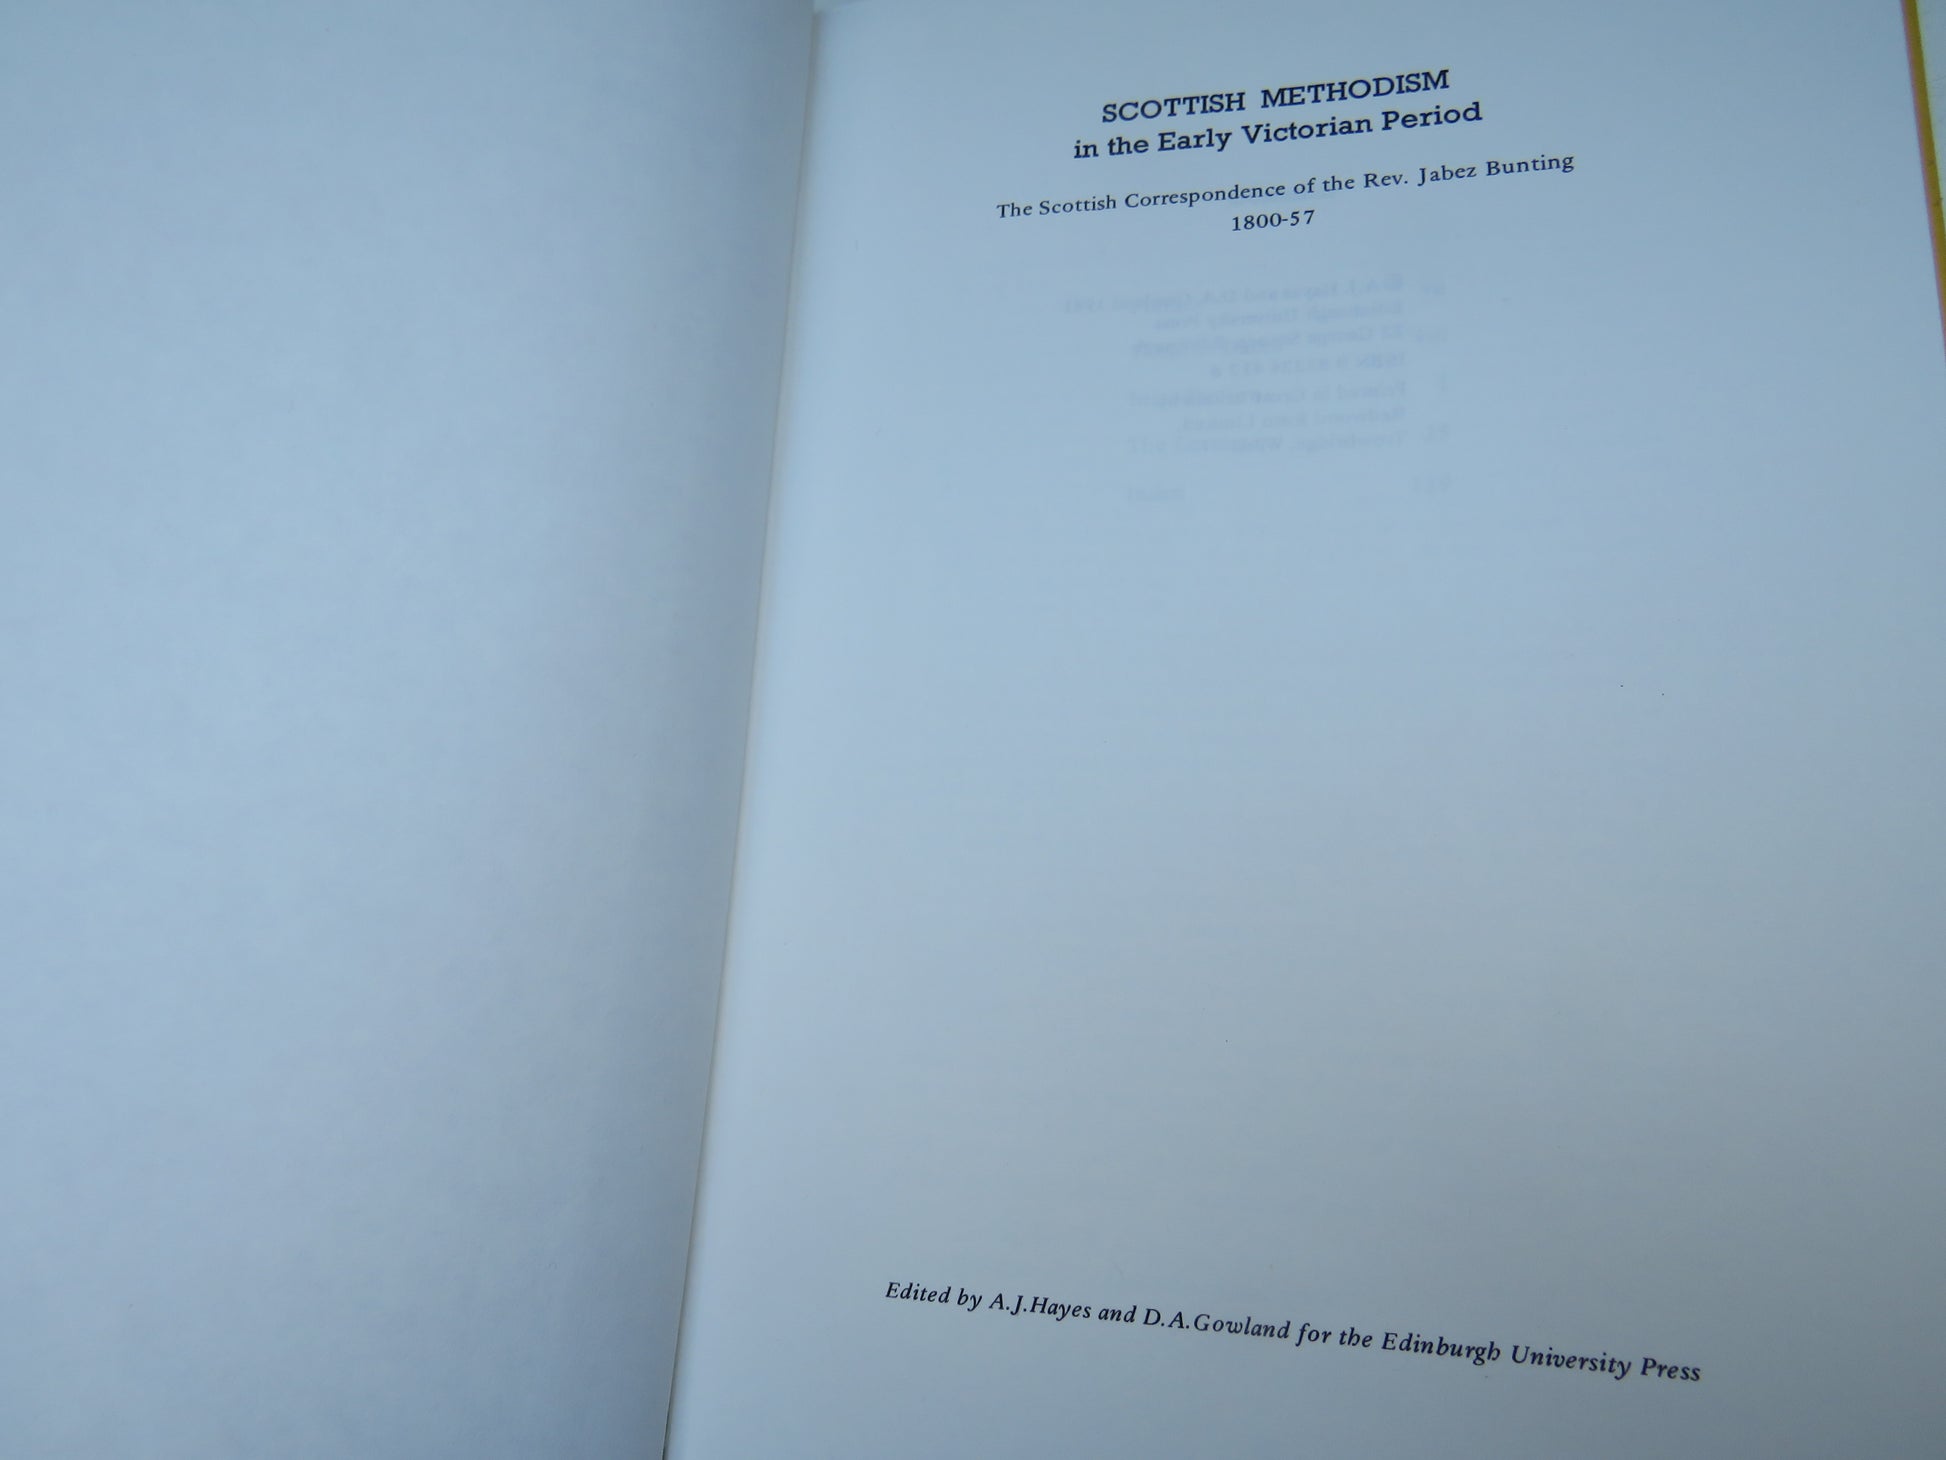 SCOTTISH METHODISM
in the Early Victorian Period
The Scottish Correspondence of the Rev. Jabez Bunting
1800-57
Edited by A.J.Hayes and D.A.Gowland for the Edinburgh University Press